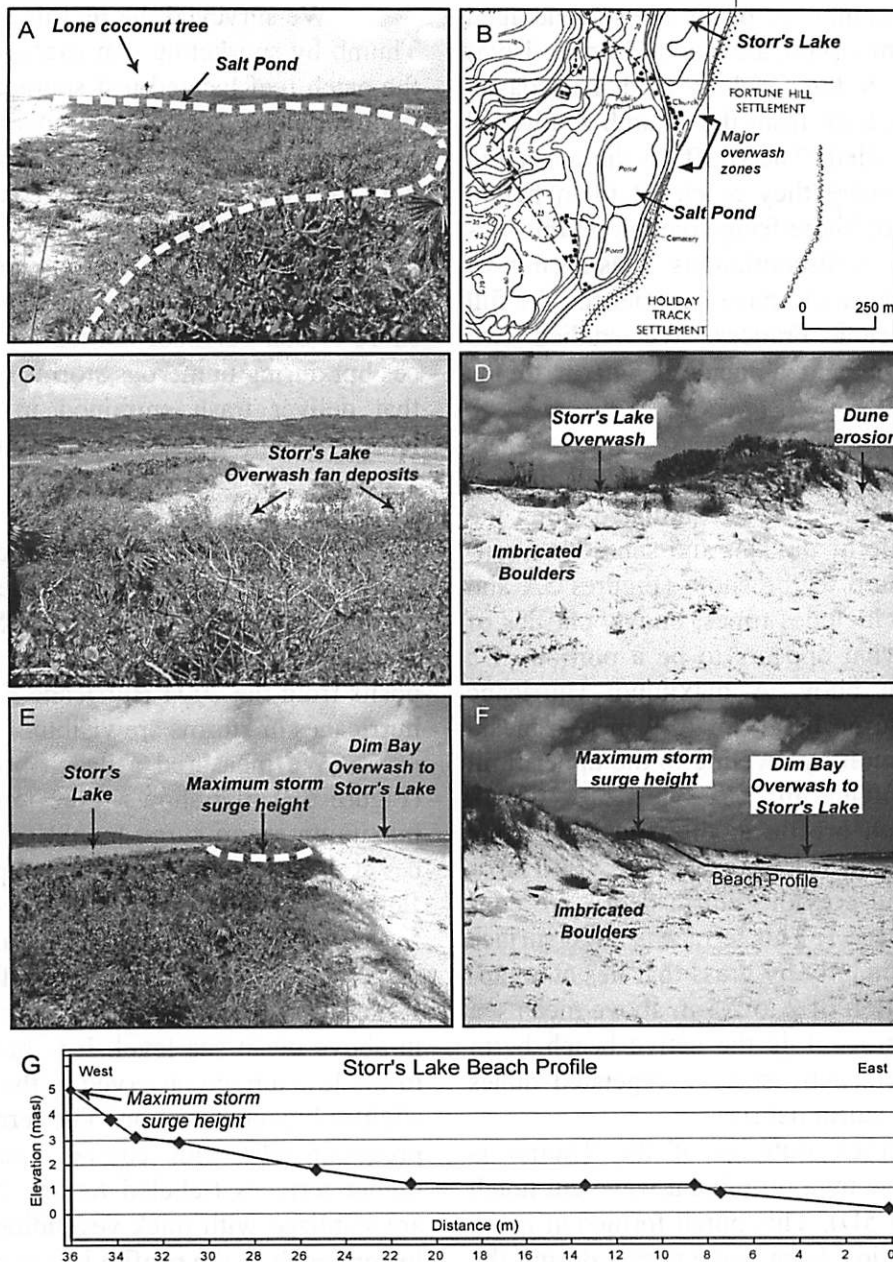 A
Lone coconut tree
Salt Pond
B
Storr's Lake
FORTUNE HILL
SETTLEMENT
Church
Major
overwash
zones
Pond
Salt Pond
Pond
Cemetery
HOLIDAY
TRACK
SETTLEMENT
0 250 m
C
Storr's Lake
Overwash fan deposits
D
Storr's Lake
Overwash
Dune
erosion
Imbricated
Boulders
E
Storr's
Lake
Maximum storm
surge height
Dim Bay
Overwash to
Storr's Lake
F
Maximum storm
surge height
Dim Bay
Overwash to
Storr's Lake
Beach Profile
Imbricated
Boulders
G
West
Storr's Lake Beach Profile
East
Maximum storm
surge height
Elevation (masl)
5
4
3
2
1
0
Distance (m)
36 34 32 30 28 26 24 22 20 18 16 14 12 10 8 6 4 2 0